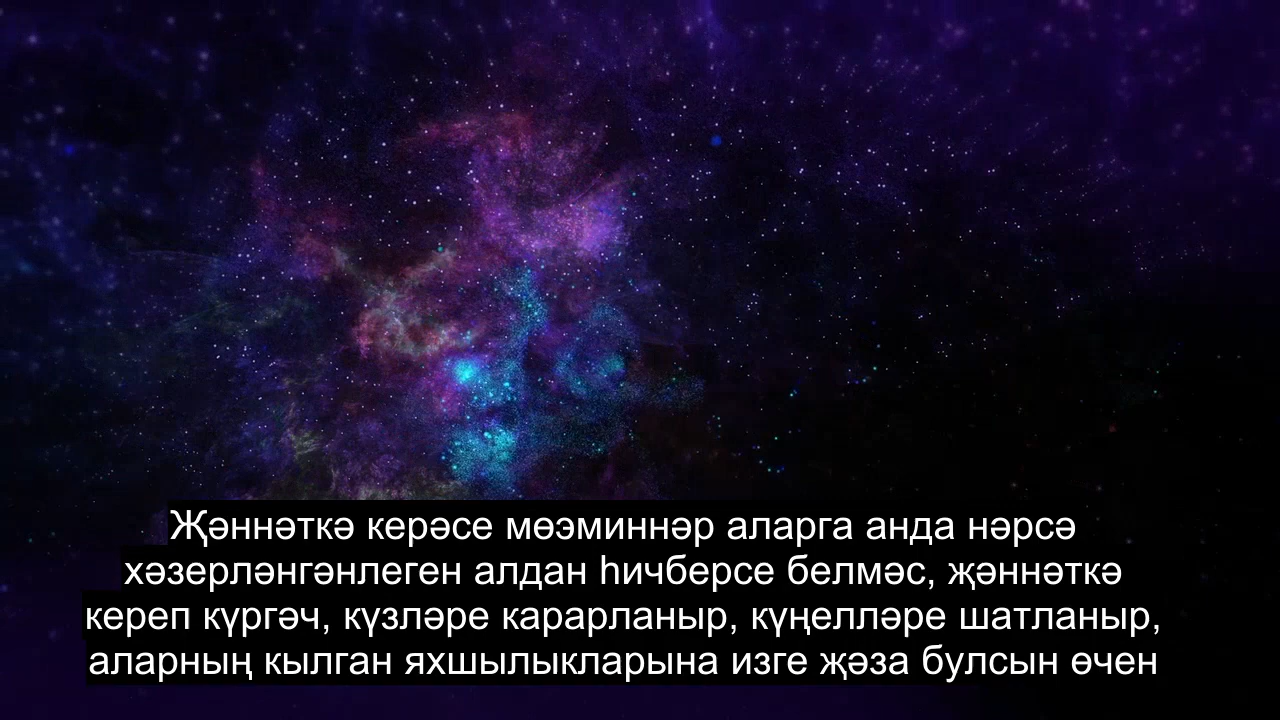 Җәннәткә керәсе мөэминнәр аларга анда нәрсә
хәзерләнгәнлеген алдан һичберсе белмәс, җәннәткә
кереп күргәч, күзләре карарланыр, күңелләре шатланыр,
аларның кылган яхшылыкларына изге җәза булсын өчен